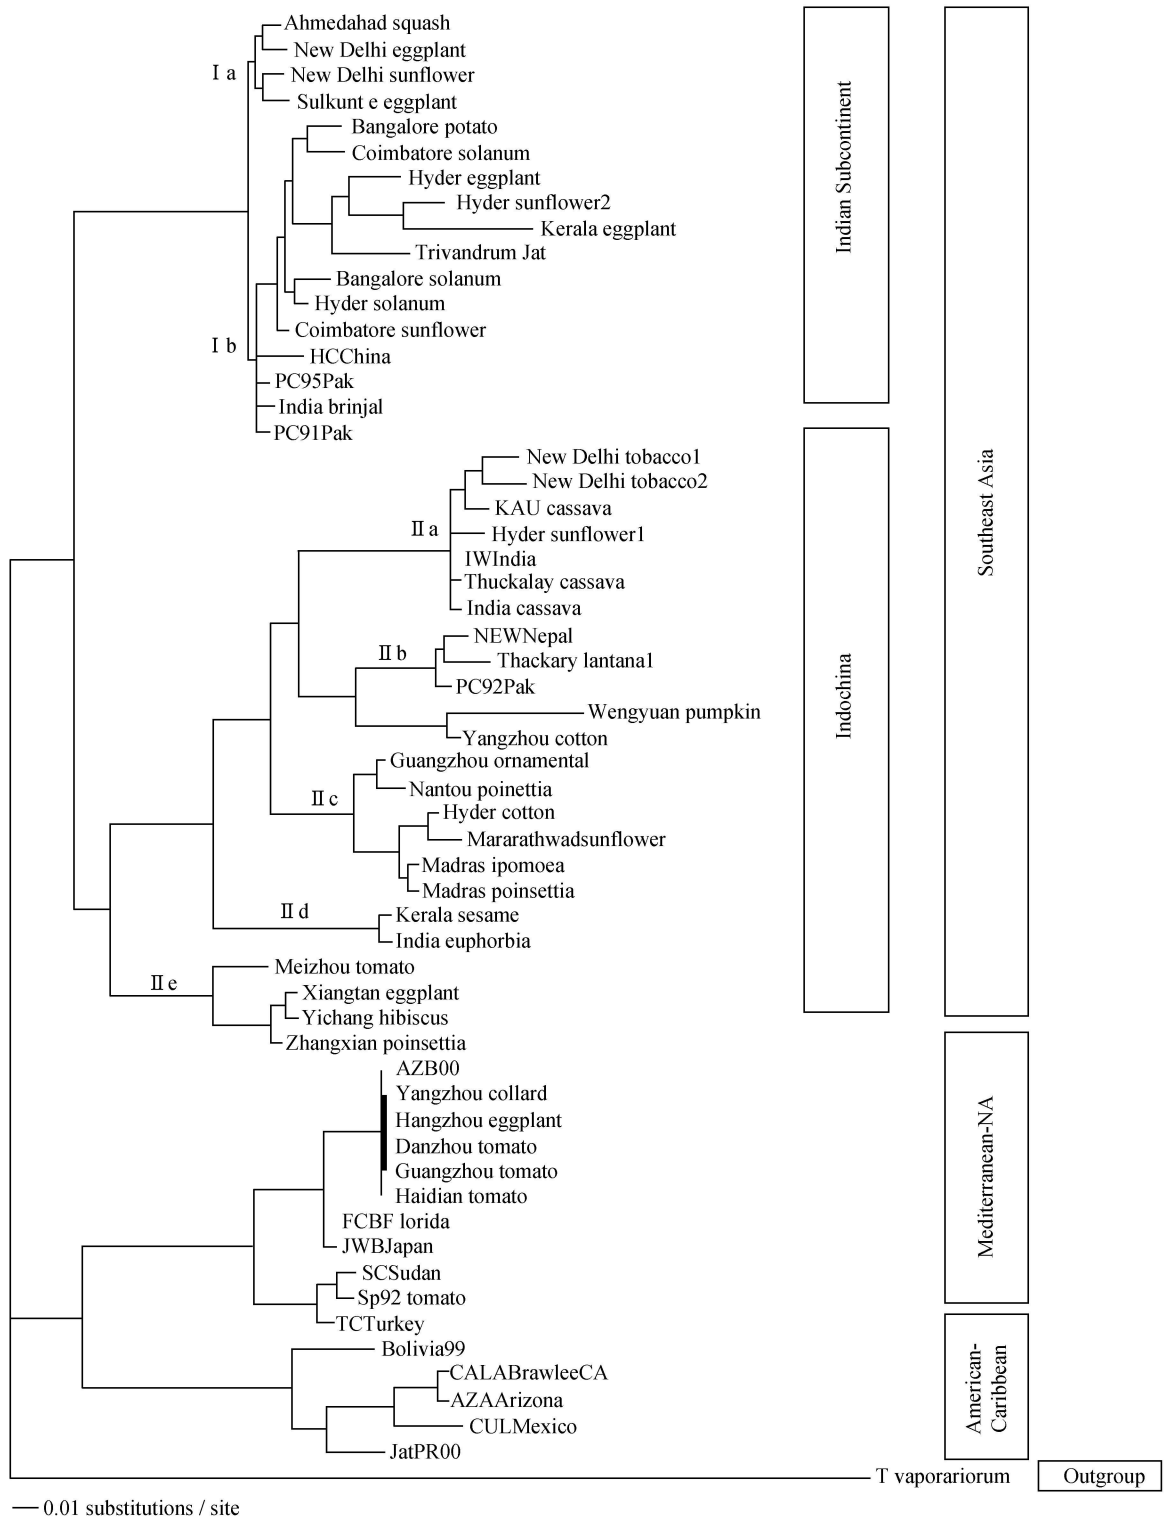 Ahmedahad squash
New Delhi eggplant
Ⅰ a
New Delhi sunflower
Sulkunt e eggplant
Bangalore potato
Coimbatore solanum
Hyder eggplant
Hyder sunflower2
Kerala eggplant
Trivandrum Jat
Bangalore solanum
Hyder solanum
Coimbatore sunflower
Ⅰ b
HCChina
PC95Pak
India brinjal
PC91Pak
Indian Subcontinent
New Delhi tobacco1
New Delhi tobacco2
KAU cassava
Ⅱ a
Hyder sunflower1
IWIndia
Thuckalay cassava
India cassava
NEWNepal
Ⅱ b
Thackary lantana1
PC92Pak
Wengyuan pumpkin
Yangzhou cotton
Guangzhou ornamental
Nantou poinettia
Ⅱ c
Hyder cotton
Mararathwadsunflower
Madras ipomoea
Madras poinsettia
Ⅱ d
Kerala sesame
India euphorbia
Meizhou tomato
Ⅱ e
Xiangtan eggplant
Yichang hibiscus
Zhangxian poinsettia
Indochina
Southeast Asia
AZB00
Yangzhou collard
Hangzhou eggplant
Danzhou tomato
Guangzhou tomato
Haidian tomato
FCBF lorida
JWBJapan
SCSudan
Sp92 tomato
TCTurkey
Mediterranean-NA
Bolivia99
CALABrawleeCA
AZAArizona
CULMexico
JatPR00
American-
Caribbean
T vaporariorum
Outgroup
0.01 substitutions / site